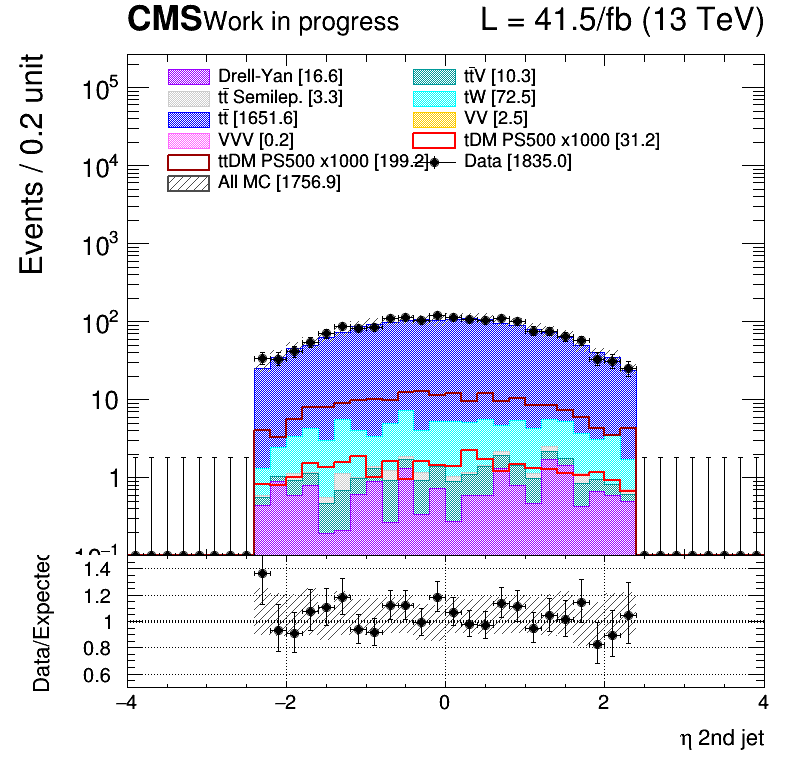 CMS Work in progress L = 41.5/fb (13 TeV)
Events / 0.2 unit
Drell-Yan [16.6] tt̄V [10.3]
tt̄ Semilep. [3.3] tW [72.5]
tt̄ [1651.6] VV [2.5]
VVV [0.2] tDM PS500 x1000 [31.2]
ttDM PS500 x1000 [199.2] Data [1835.0]
All MC [1756.9]
10⁵
10⁴
10³
10²
10
1
10⁻¹
Data/Expected
1.4
1.2
1
0.8
0.6
−4 −2 0 2 4
η 2nd jet